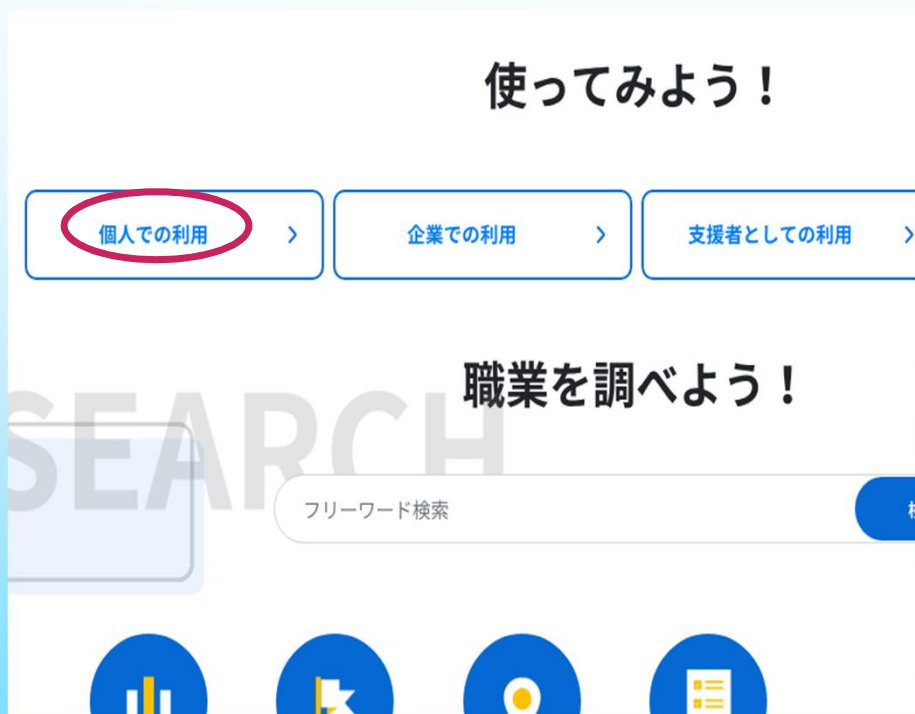 使ってみよう！
個人での利用
企業での利用
支援者としての利用
SEARCH
職業を調べよう！
フリーワード検索